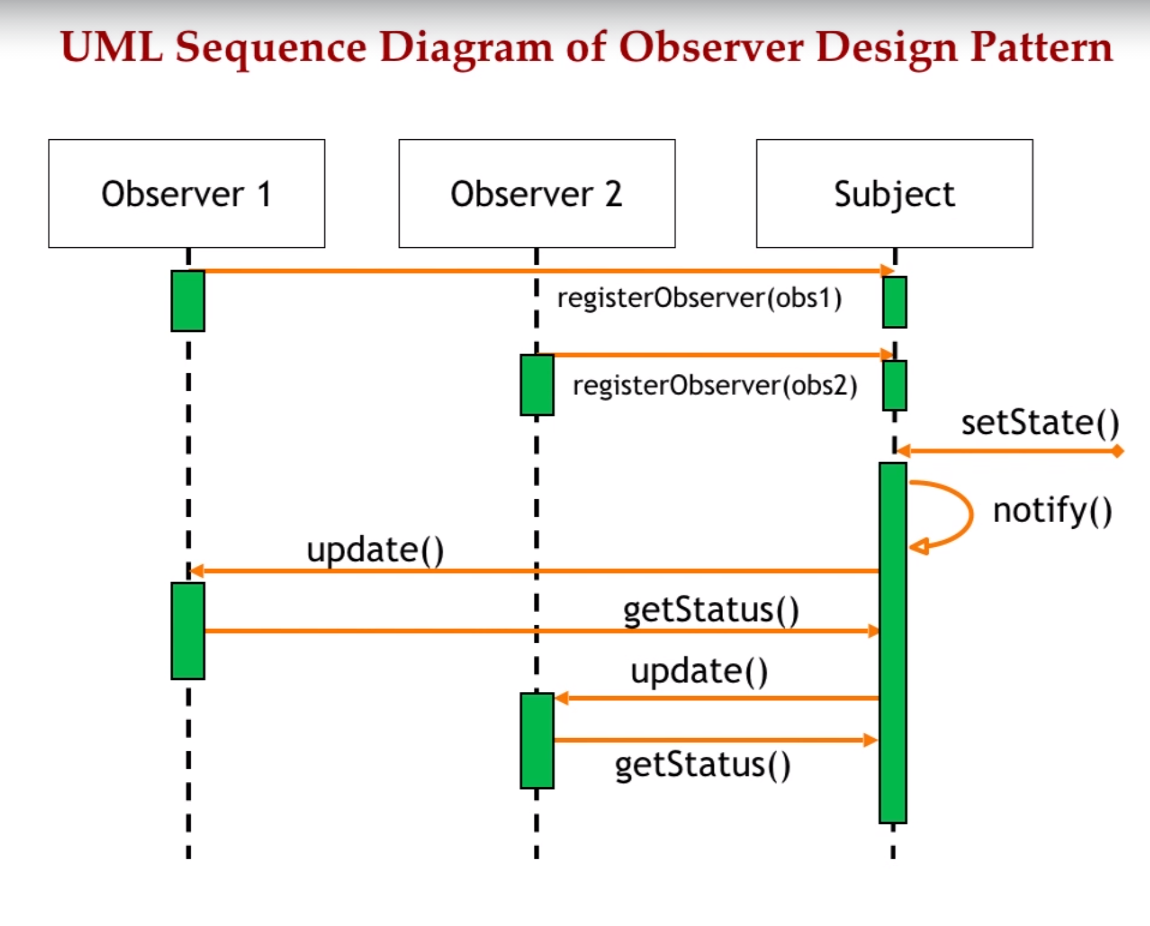 UML Sequence Diagram of Observer Design Pattern
Observer 1
Observer 2
Subject
registerObserver(obs1)
registerObserver(obs2)
setState()
notify()
update()
getStatus()
update()
getStatus()